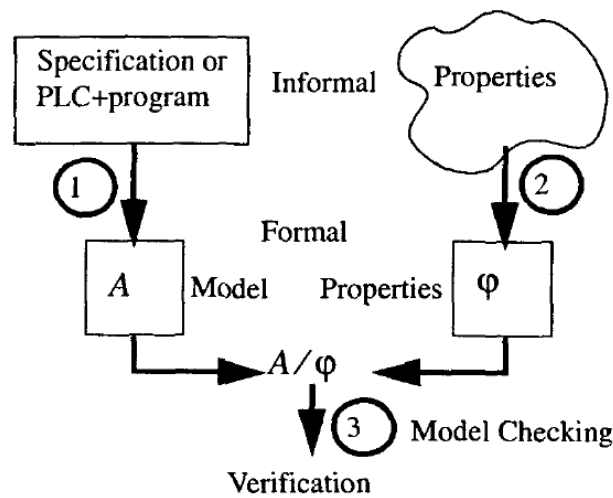 Specification or
PLC+program
Informal
Properties
1
2
Formal
A
Model
Properties
φ
A/φ
3
Model Checking
Verification